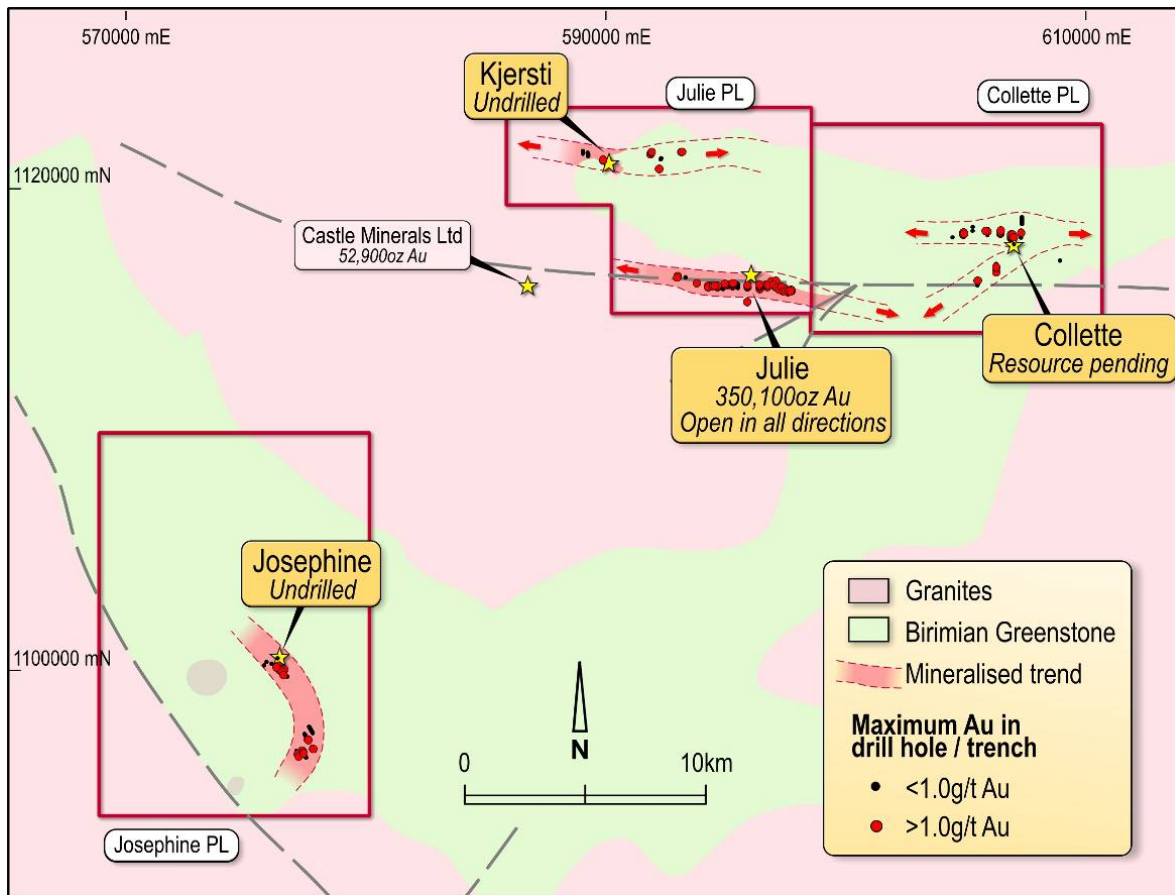 570000 mE
590000 mE
610000 mE
Kjersti
Undrilled
Julie PL
Collette PL
1120000 mN
Castle Minerals Ltd
52,900oz Au
Julie
350,100oz Au
Open in all directions
Collette
Resource pending
Josephine
Undrilled
1100000 mN
Josephine PL
N
0
10km
Granites
Birimian Greenstone
Mineralised trend
Maximum Au in
drill hole / trench
<1.0g/t Au
>1.0g/t Au